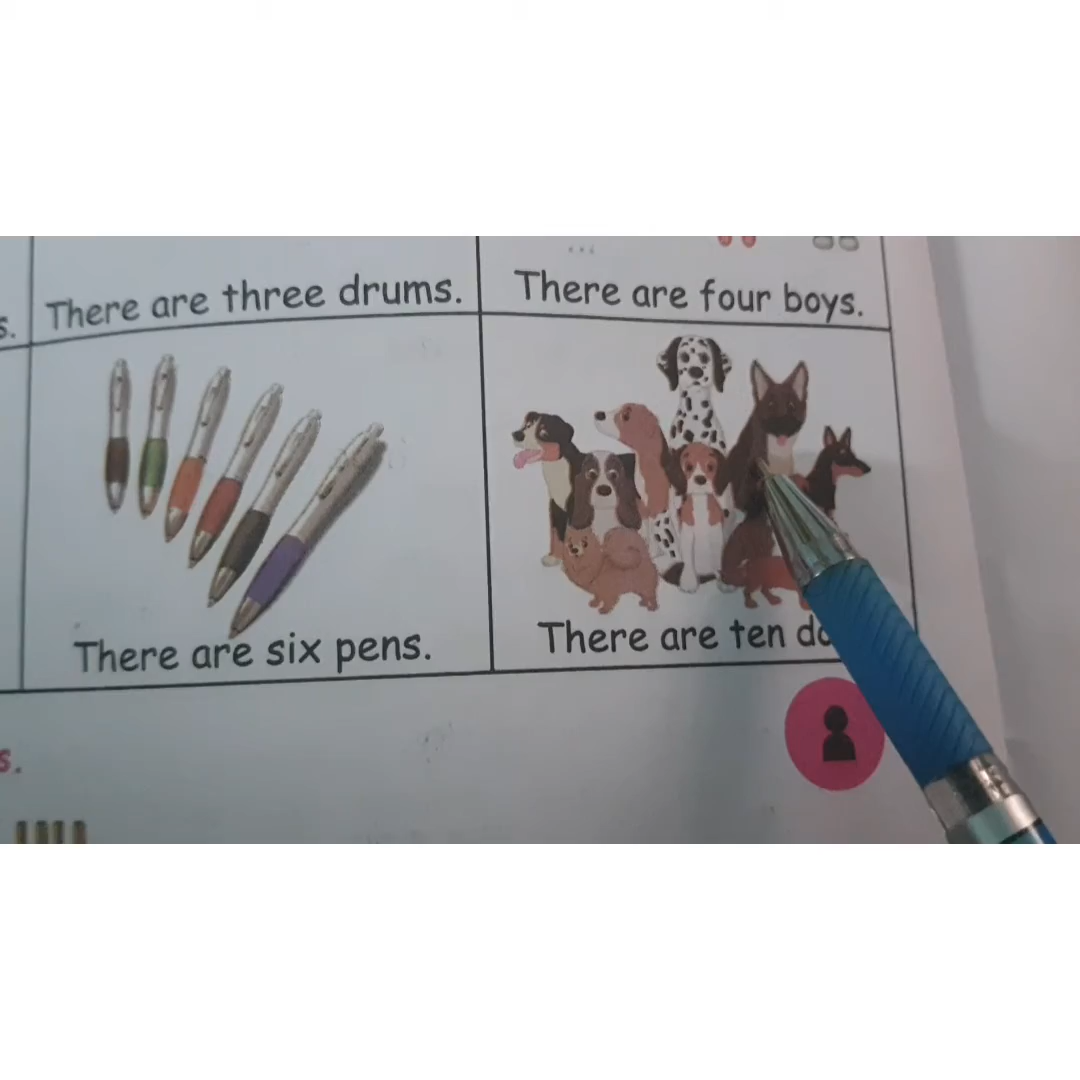 There are three drums.
There are four boys.
s.
There are six pens.
There are ten
s.